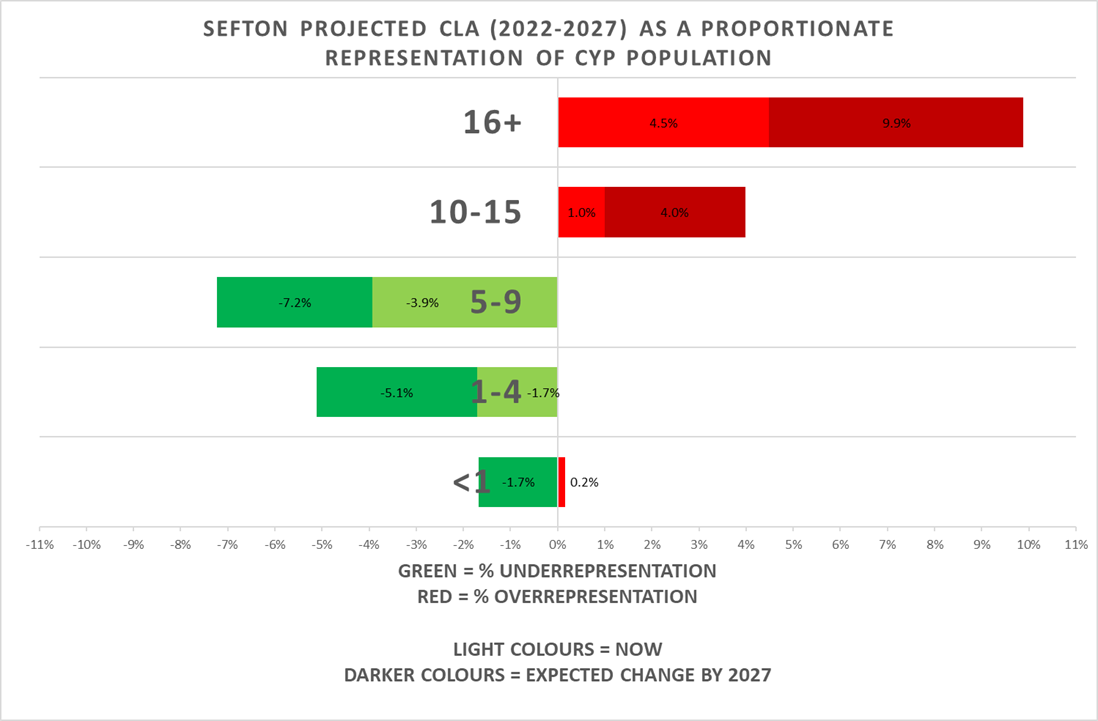 SEFTON PROJECTED CLA (2022-2027) AS A PROPORTIONATE
REPRESENTATION OF CYP POPULATION
16+
4.5%
9.9%
10-15
1.0%
4.0%
-7.2%
-3.9%
5-9
-5.1%
1-4
-1.7%
<1
-1.7%
0.2%
-11% -10% -9% -8% -7% -6% -5% -4% -3% -2% -1% 0% 1% 2% 3% 4% 5% 6% 7% 8% 9% 10% 11%
GREEN = % UNDERREPRESENTATION
RED = % OVERREPRESENTATION
LIGHT COLOURS = NOW
DARKER COLOURS = EXPECTED CHANGE BY 2027